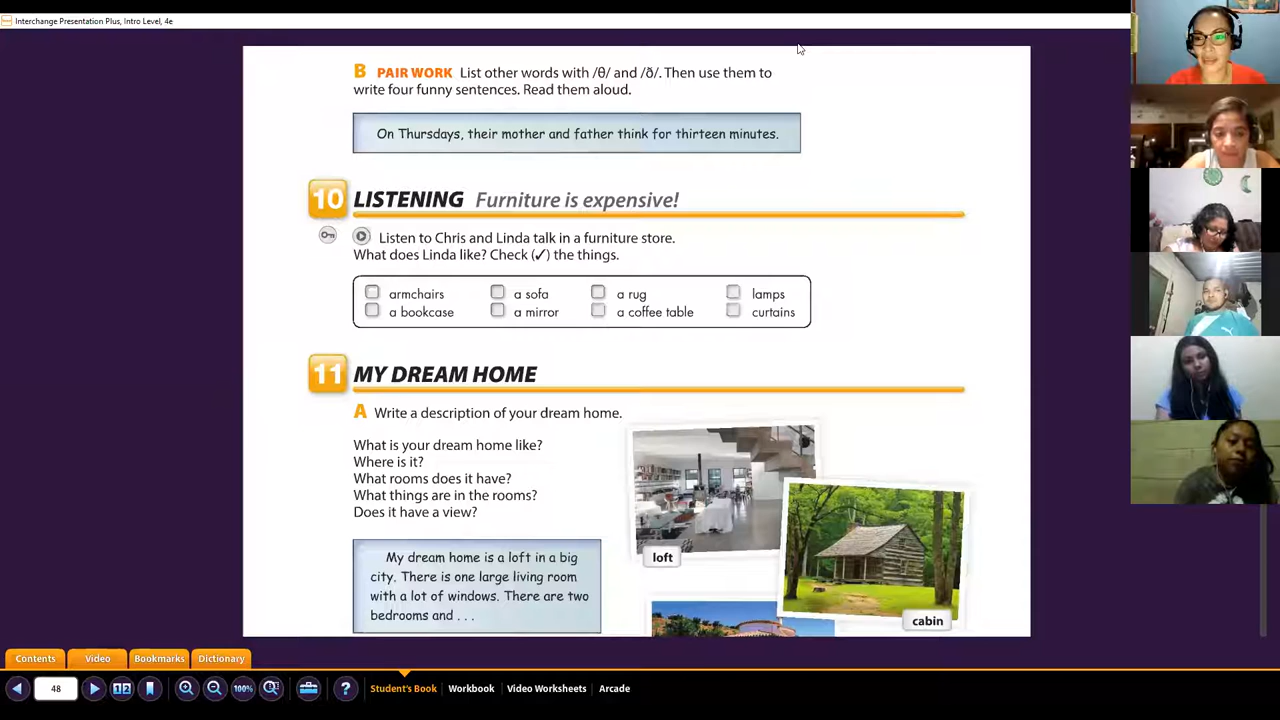 Interchange Presentation Plus, Intro Level, 4e
B PAIR WORK List other words with /θ/ and /ð/. Then use them to
write four funny sentences. Read them aloud.
On Thursdays, their mother and father think for thirteen minutes.
10 LISTENING Furniture is expensive!
Listen to Chris and Linda talk in a furniture store.
What does Linda like? Check (✓) the things.
armchairs a sofa a rug lamps
a bookcase a mirror a coffee table curtains
11 MY DREAM HOME
A Write a description of your dream home.
What is your dream home like?
Where is it?
What rooms does it have?
What things are in the rooms?
Does it have a view?
My dream home is a loft in a big
city. There is one large living room
with a lot of windows. There are two
bedrooms and . . .
loft
cabin
Contents Video Bookmarks Dictionary
48 1 2 100% ? Student's Book Workbook Video Worksheets Arcade